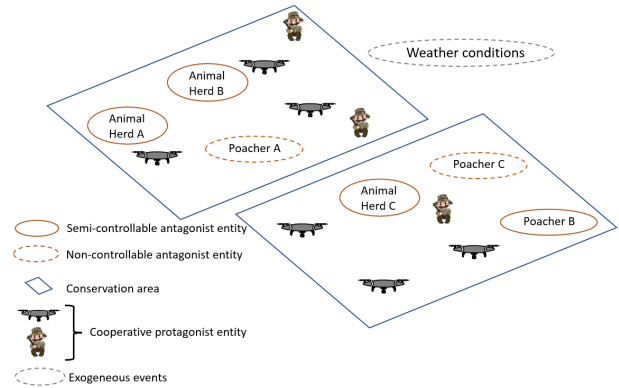 Weather conditions
Animal
Herd B
Animal
Herd A
Poacher A
Poacher C
Animal
Herd C
Poacher B
Semi-controllable antagonist entity
Non-controllable antagonist entity
Conservation area
Cooperative protagonist entity
Exogeneous events